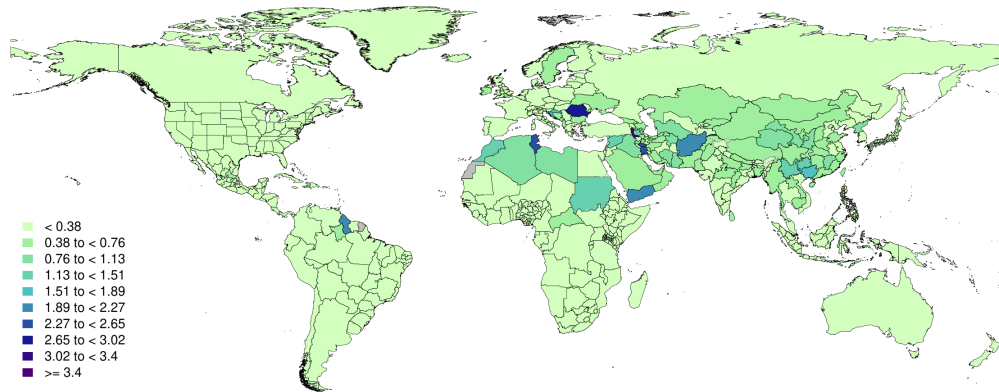 < 0.38
0.38 to < 0.76
0.76 to < 1.13
1.13 to < 1.51
1.51 to < 1.89
1.89 to < 2.27
2.27 to < 2.65
2.65 to < 3.02
3.02 to < 3.4
>= 3.4